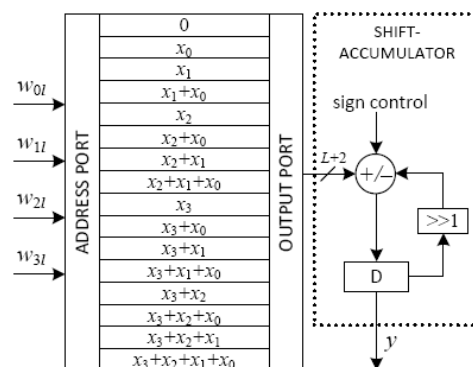 w0l
w1l
w2l
w3l
ADDRESS PORT
0
x0
x1
x1+x0
x2
x2+x0
x2+x1
x2+x1+x0
x3
x3+x0
x3+x1
x3+x1+x0
x3+x2
x3+x2+x0
x3+x2+x1
x3+x2+x1+x0
OUTPUT PORT
SHIFT-
ACCUMULATOR
sign control
L+2
+/−
>>1
D
y